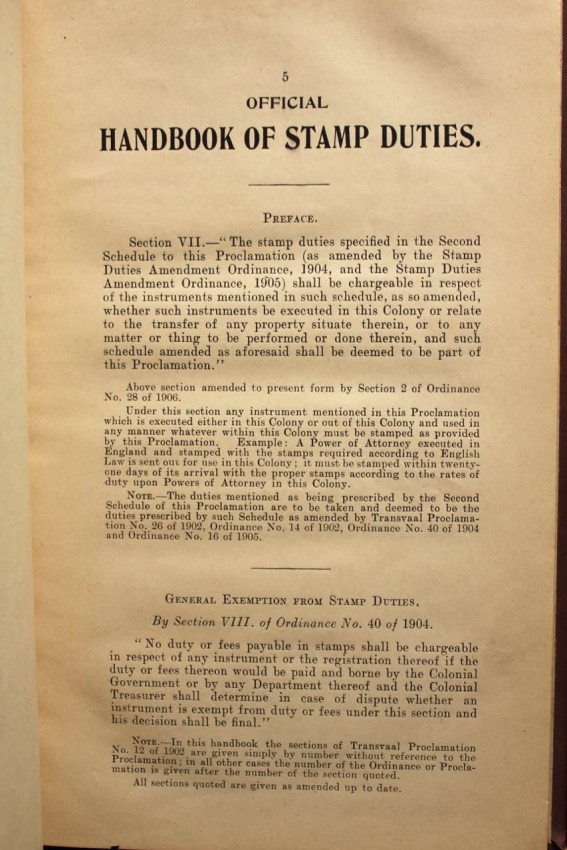 5
OFFICIAL
HANDBOOK OF STAMP DUTIES.
PREFACE.
Section VII.—“ The stamp duties specified in the Second
Schedule to this Proclamation (as amended by the Stamp
Duties Amendment Ordinance, 1904, and the Stamp Duties
Amendment Ordinance, 1905) shall be chargeable in respect
of the instruments mentioned in such schedule, as so amended,
whether such instruments be executed in this Colony or relate
to the transfer of any property situate therein, or to any
matter or thing to be performed or done therein, and such
schedule amended as aforesaid shall be deemed to be part of
this Proclamation.”
Above section amended to present form by Section 2 of Ordinance
No. 28 of 1906.
Under this section any instrument mentioned in this Proclamation
which is executed either in this Colony or out of this Colony and used in
any manner whatever within this Colony must be stamped as provided
by this Proclamation. Example: A Power of Attorney executed in
England and stamped with the stamps required according to English
Law is sent out for use in this Colony; it must be stamped within twenty-
one days of its arrival with the proper stamps according to the rates of
duty upon Powers of Attorney in this Colony.
NOTE.—The duties mentioned as being prescribed by the Second
Schedule of this Proclamation are to be taken and deemed to be the
duties prescribed by such Schedule as amended by Transvaal Proclama-
tion No. 26 of 1902, Ordinance No. 14 of 1902, Ordinance No. 40 of 1904
and Ordinance No. 16 of 1905.
GENERAL EXEMPTION FROM STAMP DUTIES.
By Section VIII. of Ordinance No. 40 of 1904.
“ No duty or fees payable in stamps shall be chargeable
in respect of any instrument or the registration thereof if the
duty or fees thereon would be paid and borne by the Colonial
Government or by any Department thereof and the Colonial
Treasurer shall determine in case of dispute whether an
instrument is exempt from duty or fees under this section and
his decision shall be final.”
NOTE.—In this handbook the sections of Transvaal Proclamation
No. 12 of 1902 are given simply by number without reference to the
Proclamation; in all other cases the number of the Ordinance or Procla-
mation is given after the number of the section quoted.
All sections quoted are given as amended up to date.